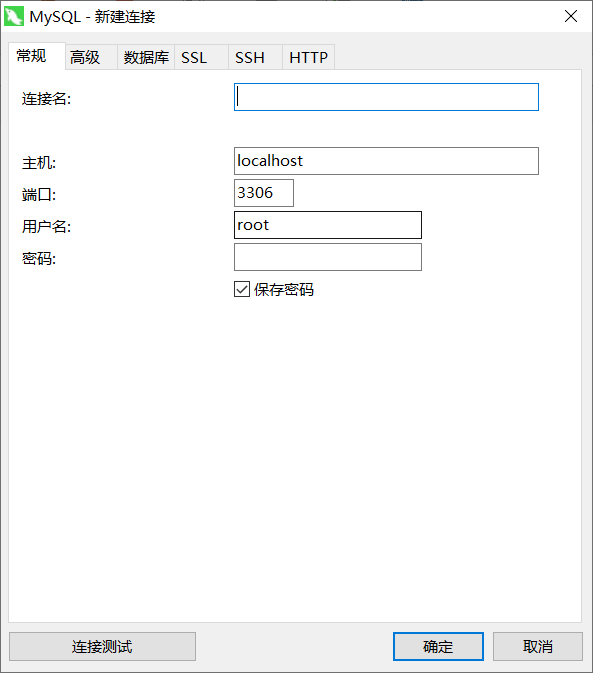 MySQL - 新建连接
常规 高级 数据库 SSL SSH HTTP
连接名:
主机: localhost
端口: 3306
用户名: root
密码:
保存密码
连接测试 确定 取消